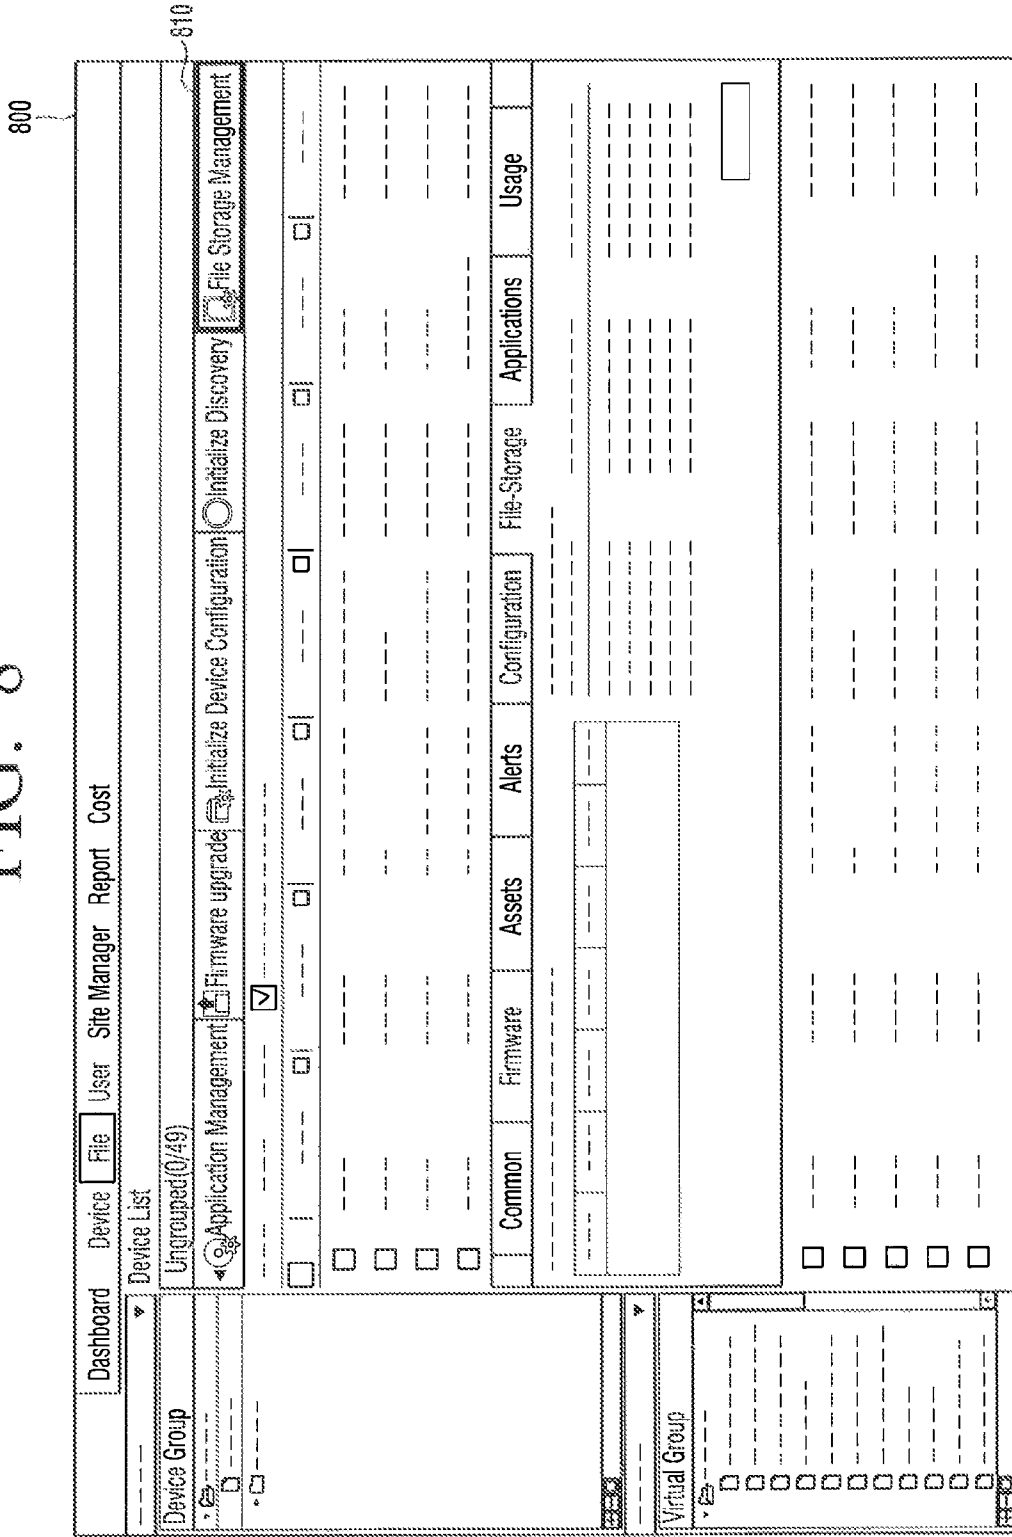 FIG. 8
800
Dashboard Device File User Site Manager Report Cost
Device List
Ungrouped(0/49)
810
Application Management Firmware upgrade Initialize Device Configuration Initialize Discovery File Storage Management
Device Group
Common Firmware Assets Alerts Configuration File-Storage Applications Usage
Virtual Group